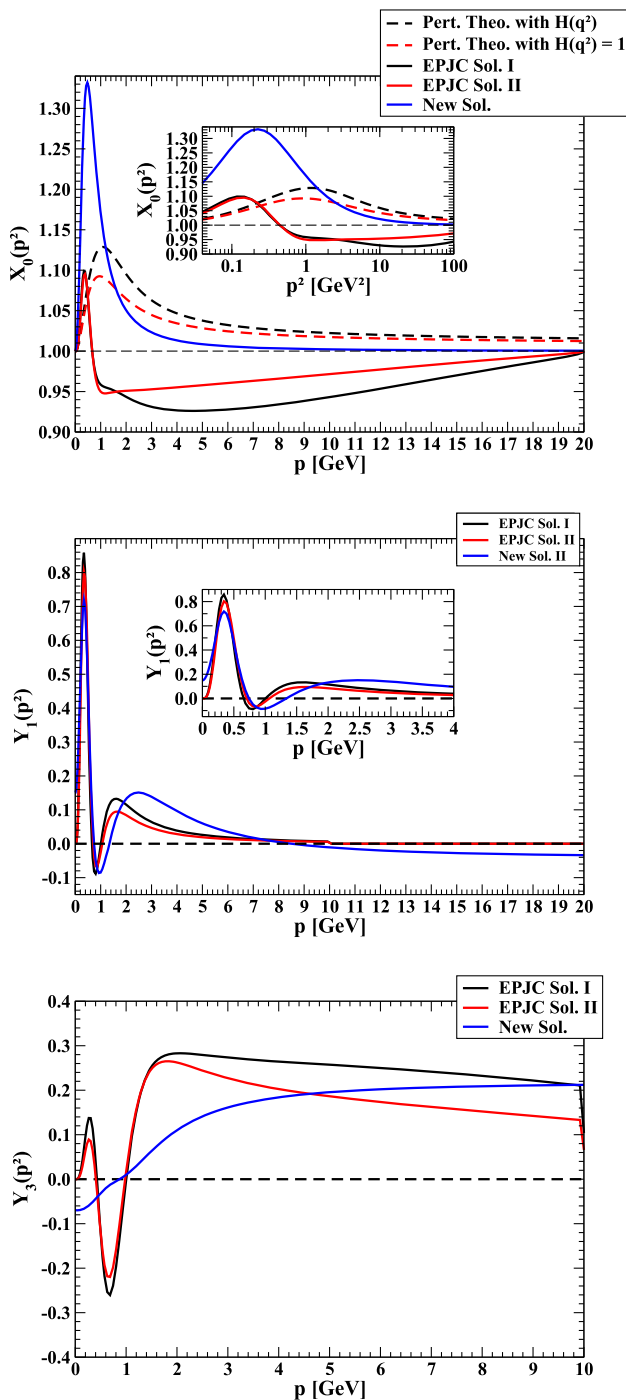 Pert. Theo. with H(q²)
Pert. Theo. with H(q²) = 1
EPJC Sol. I
EPJC Sol. II
New Sol.
1.30
1.25
1.20
1.15
1.10
1.05
1.00
0.95
0.90
X₀(p²)
0 1 2 3 4 5 6 7 8 9 10 11 12 13 14 15 16 17 18 19 20
p [GeV]
1.30
1.25
1.20
1.15
1.10
1.05
1.00
0.95
0.90
X₀(p²)
0.1 1 10 100
p² [GeV²]
EPJC Sol. I
EPJC Sol. II
New Sol. II
0.8
0.7
0.6
0.5
0.4
0.3
0.2
0.1
0.0
-0.1
Y₁(p²)
0 1 2 3 4 5 6 7 8 9 10 11 12 13 14 15 16 17 18 19 20
p [GeV]
0.8
0.6
0.4
0.2
0.0
Y₁(p²)
0 0.5 1 1.5 2 2.5 3 3.5 4
p [GeV]
EPJC Sol. I
EPJC Sol. II
New Sol.
0.4
0.3
0.2
0.1
0.0
-0.1
-0.2
-0.3
-0.4
Y₃(p²)
0 1 2 3 4 5 6 7 8 9 10
p [GeV]